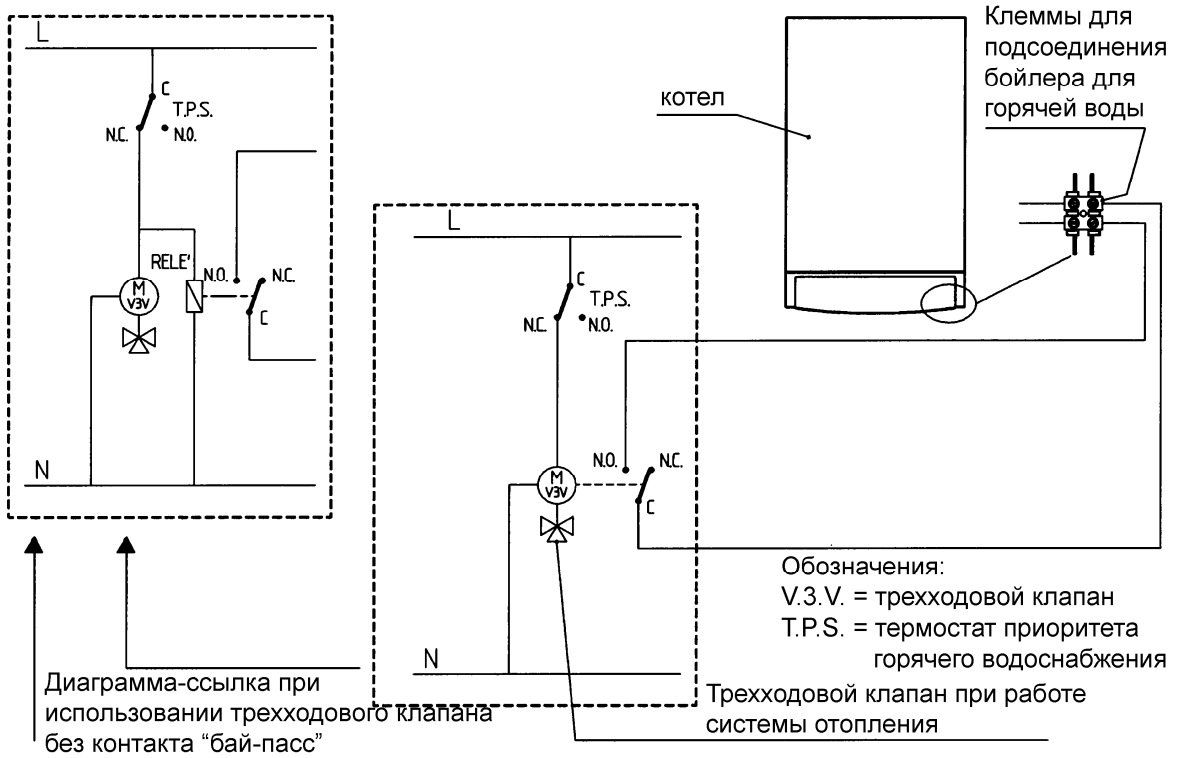 L
C
T.P.S.
N.C.
N.O.
RELE'
N.O.
N.C.
M
V3V
C
N
Диаграмма-ссылка при
использовании трехходового клапана
без контакта “бай-пасс”
L
C
T.P.S.
N.C.
N.O.
N.O.
N.C.
M
V3V
C
N
котел
Клеммы для
подсоединения
бойлера для
горячей воды
Обозначения:
V.3.V. = трехходовой клапан
T.P.S. = термостат приоритета
горячего водоснабжения
Трехходовой клапан при работе
системы отопления